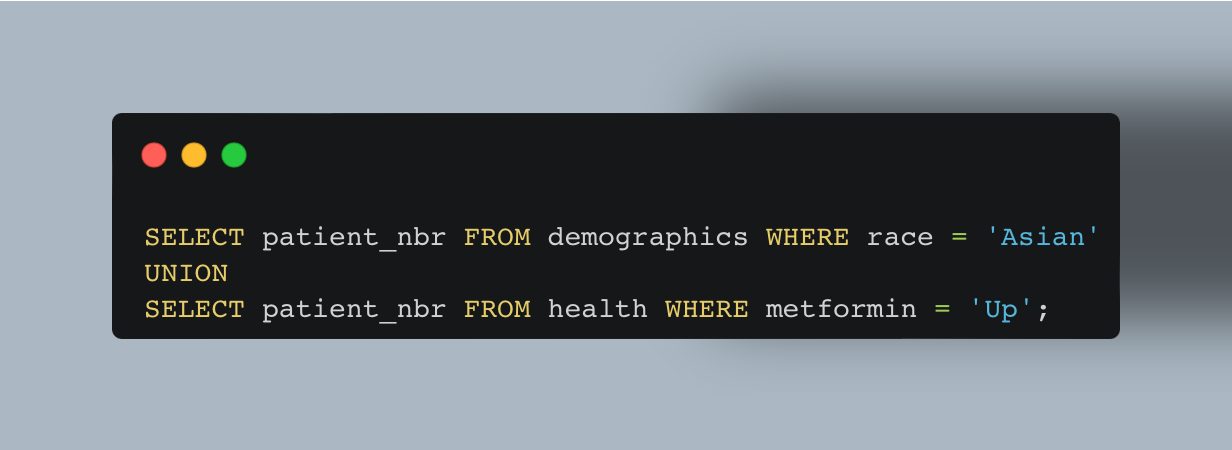 SELECT patient_nbr FROM demographics WHERE race = 'Asian'
UNION
SELECT patient_nbr FROM health WHERE metformin = 'Up';